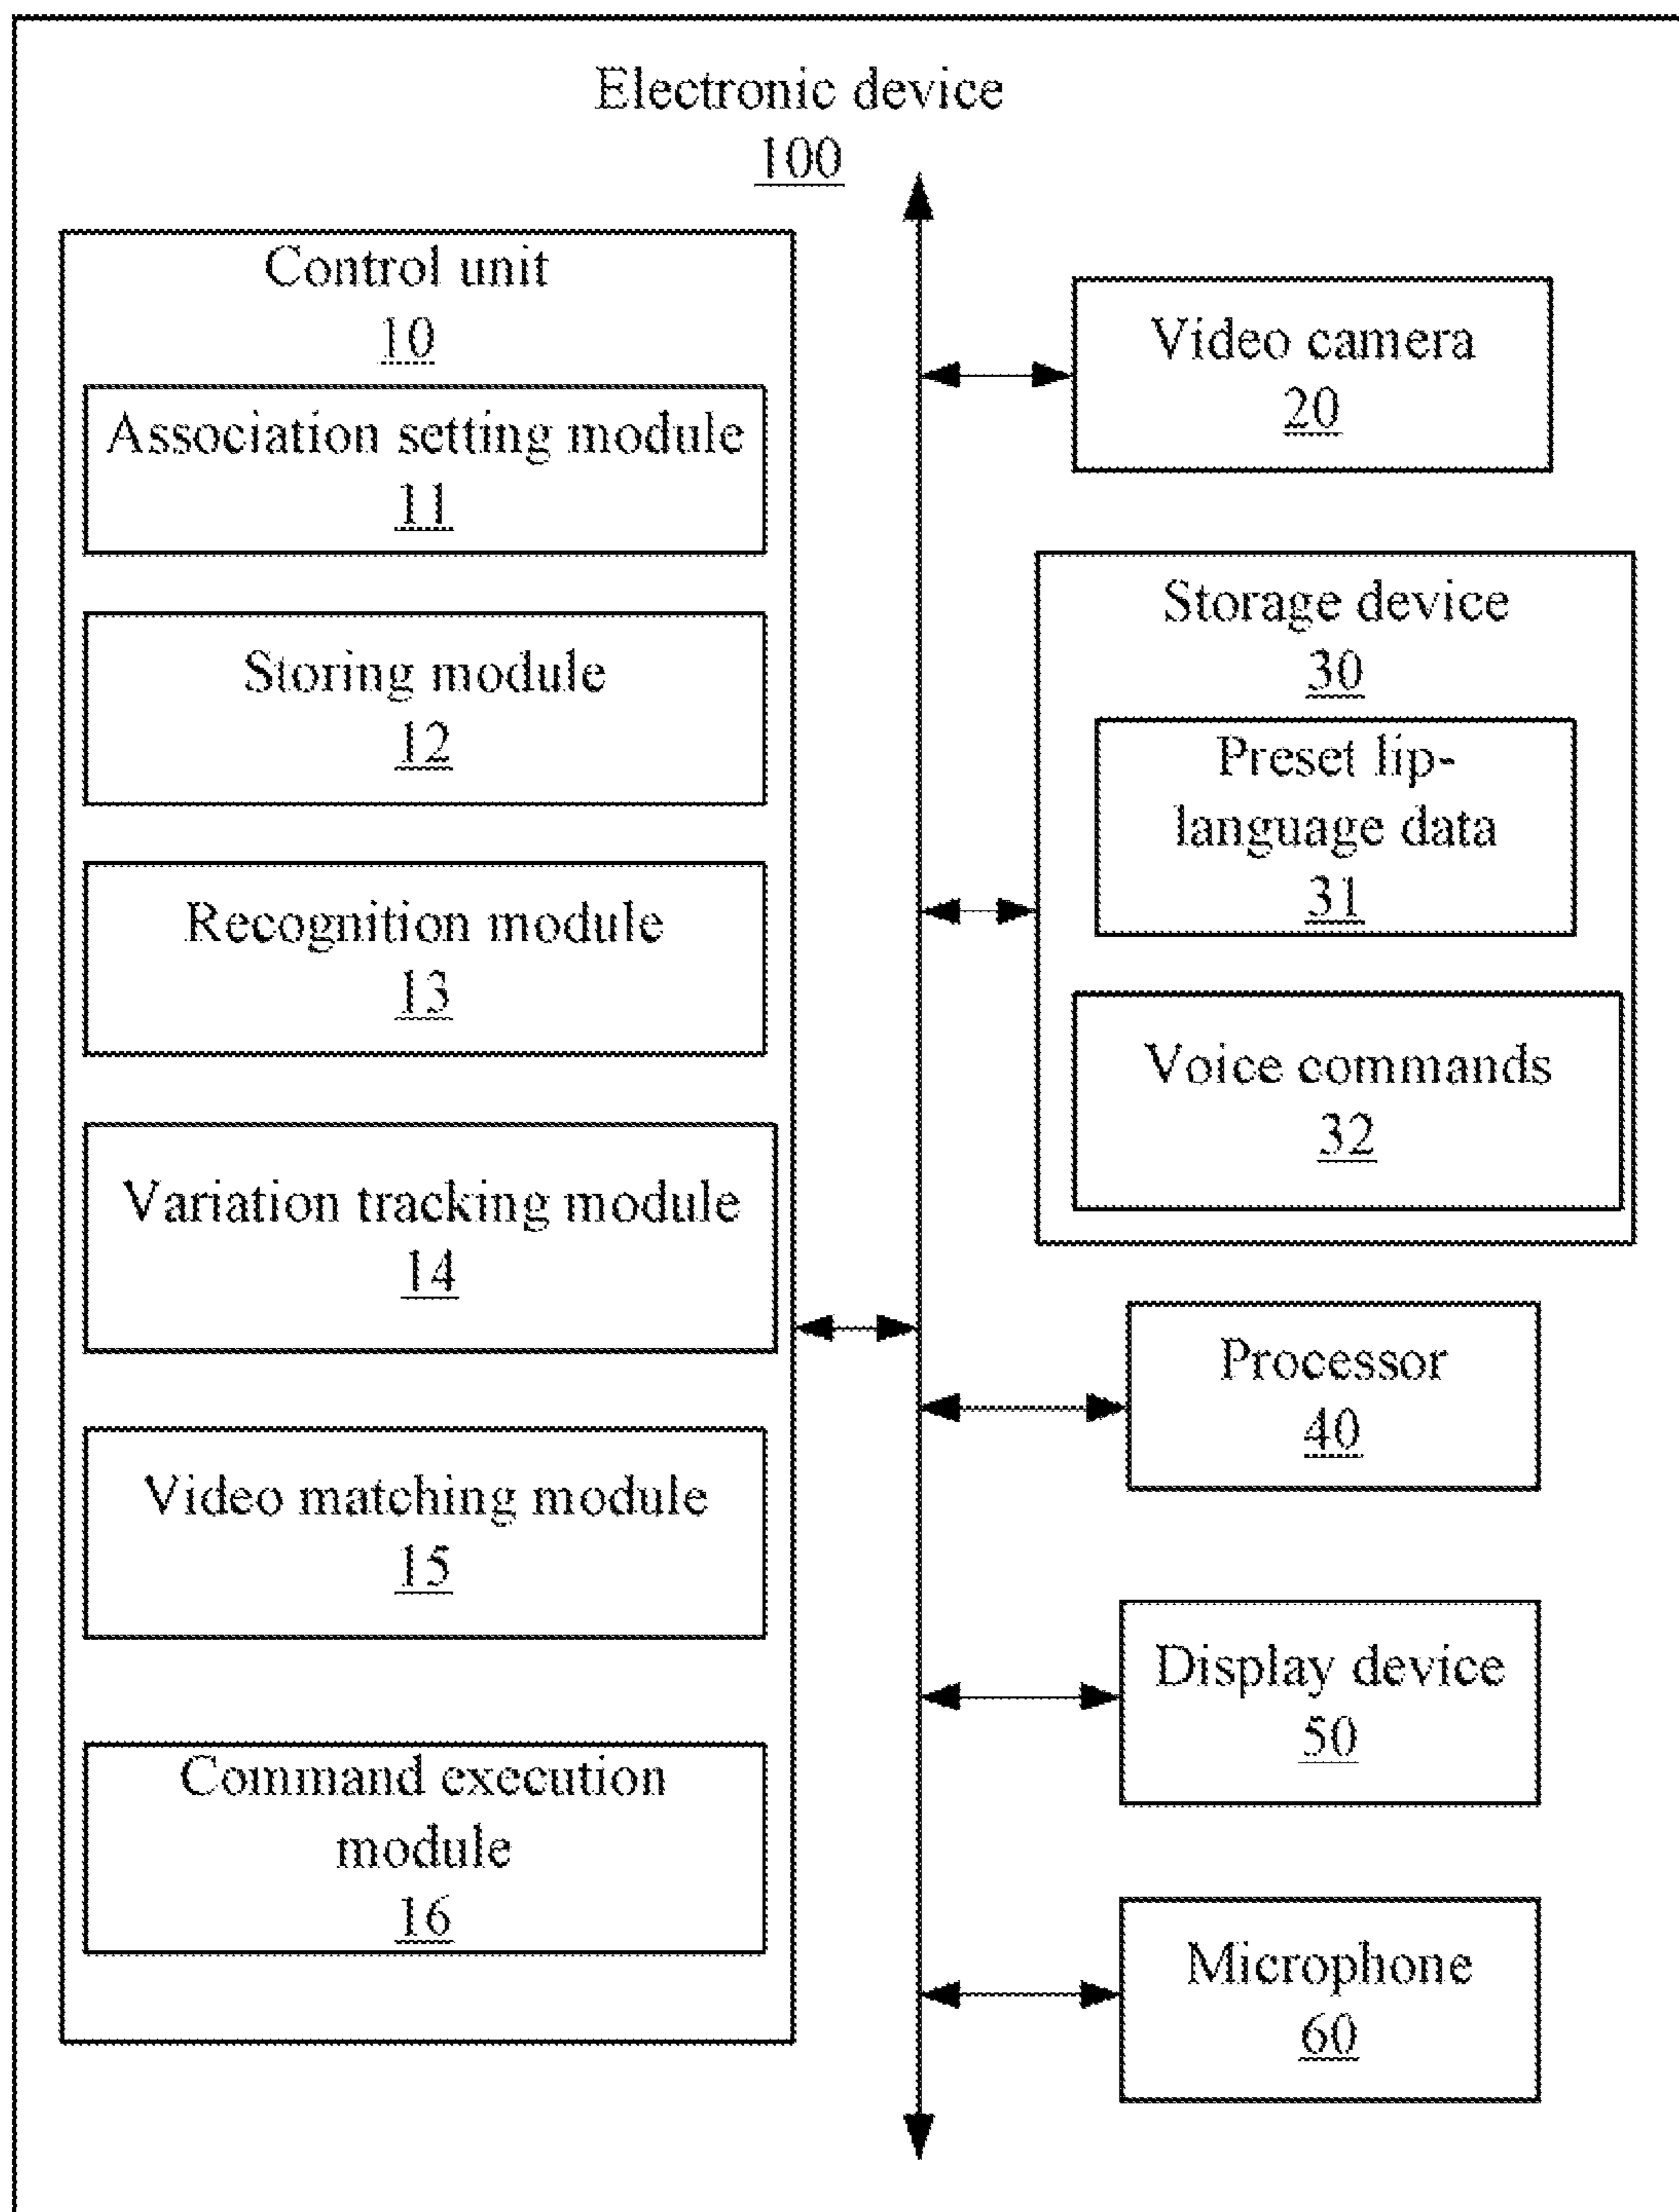 Electronic device
100
Control unit
10
Association setting module
11
Storing module
12
Recognition module
13
Variation tracking module
14
Video matching module
15
Command execution
module
16
Video camera
20
Storage device
30
Preset lip-
language data
31
Voice commands
32
Processor
40
Display device
50
Microphone
60